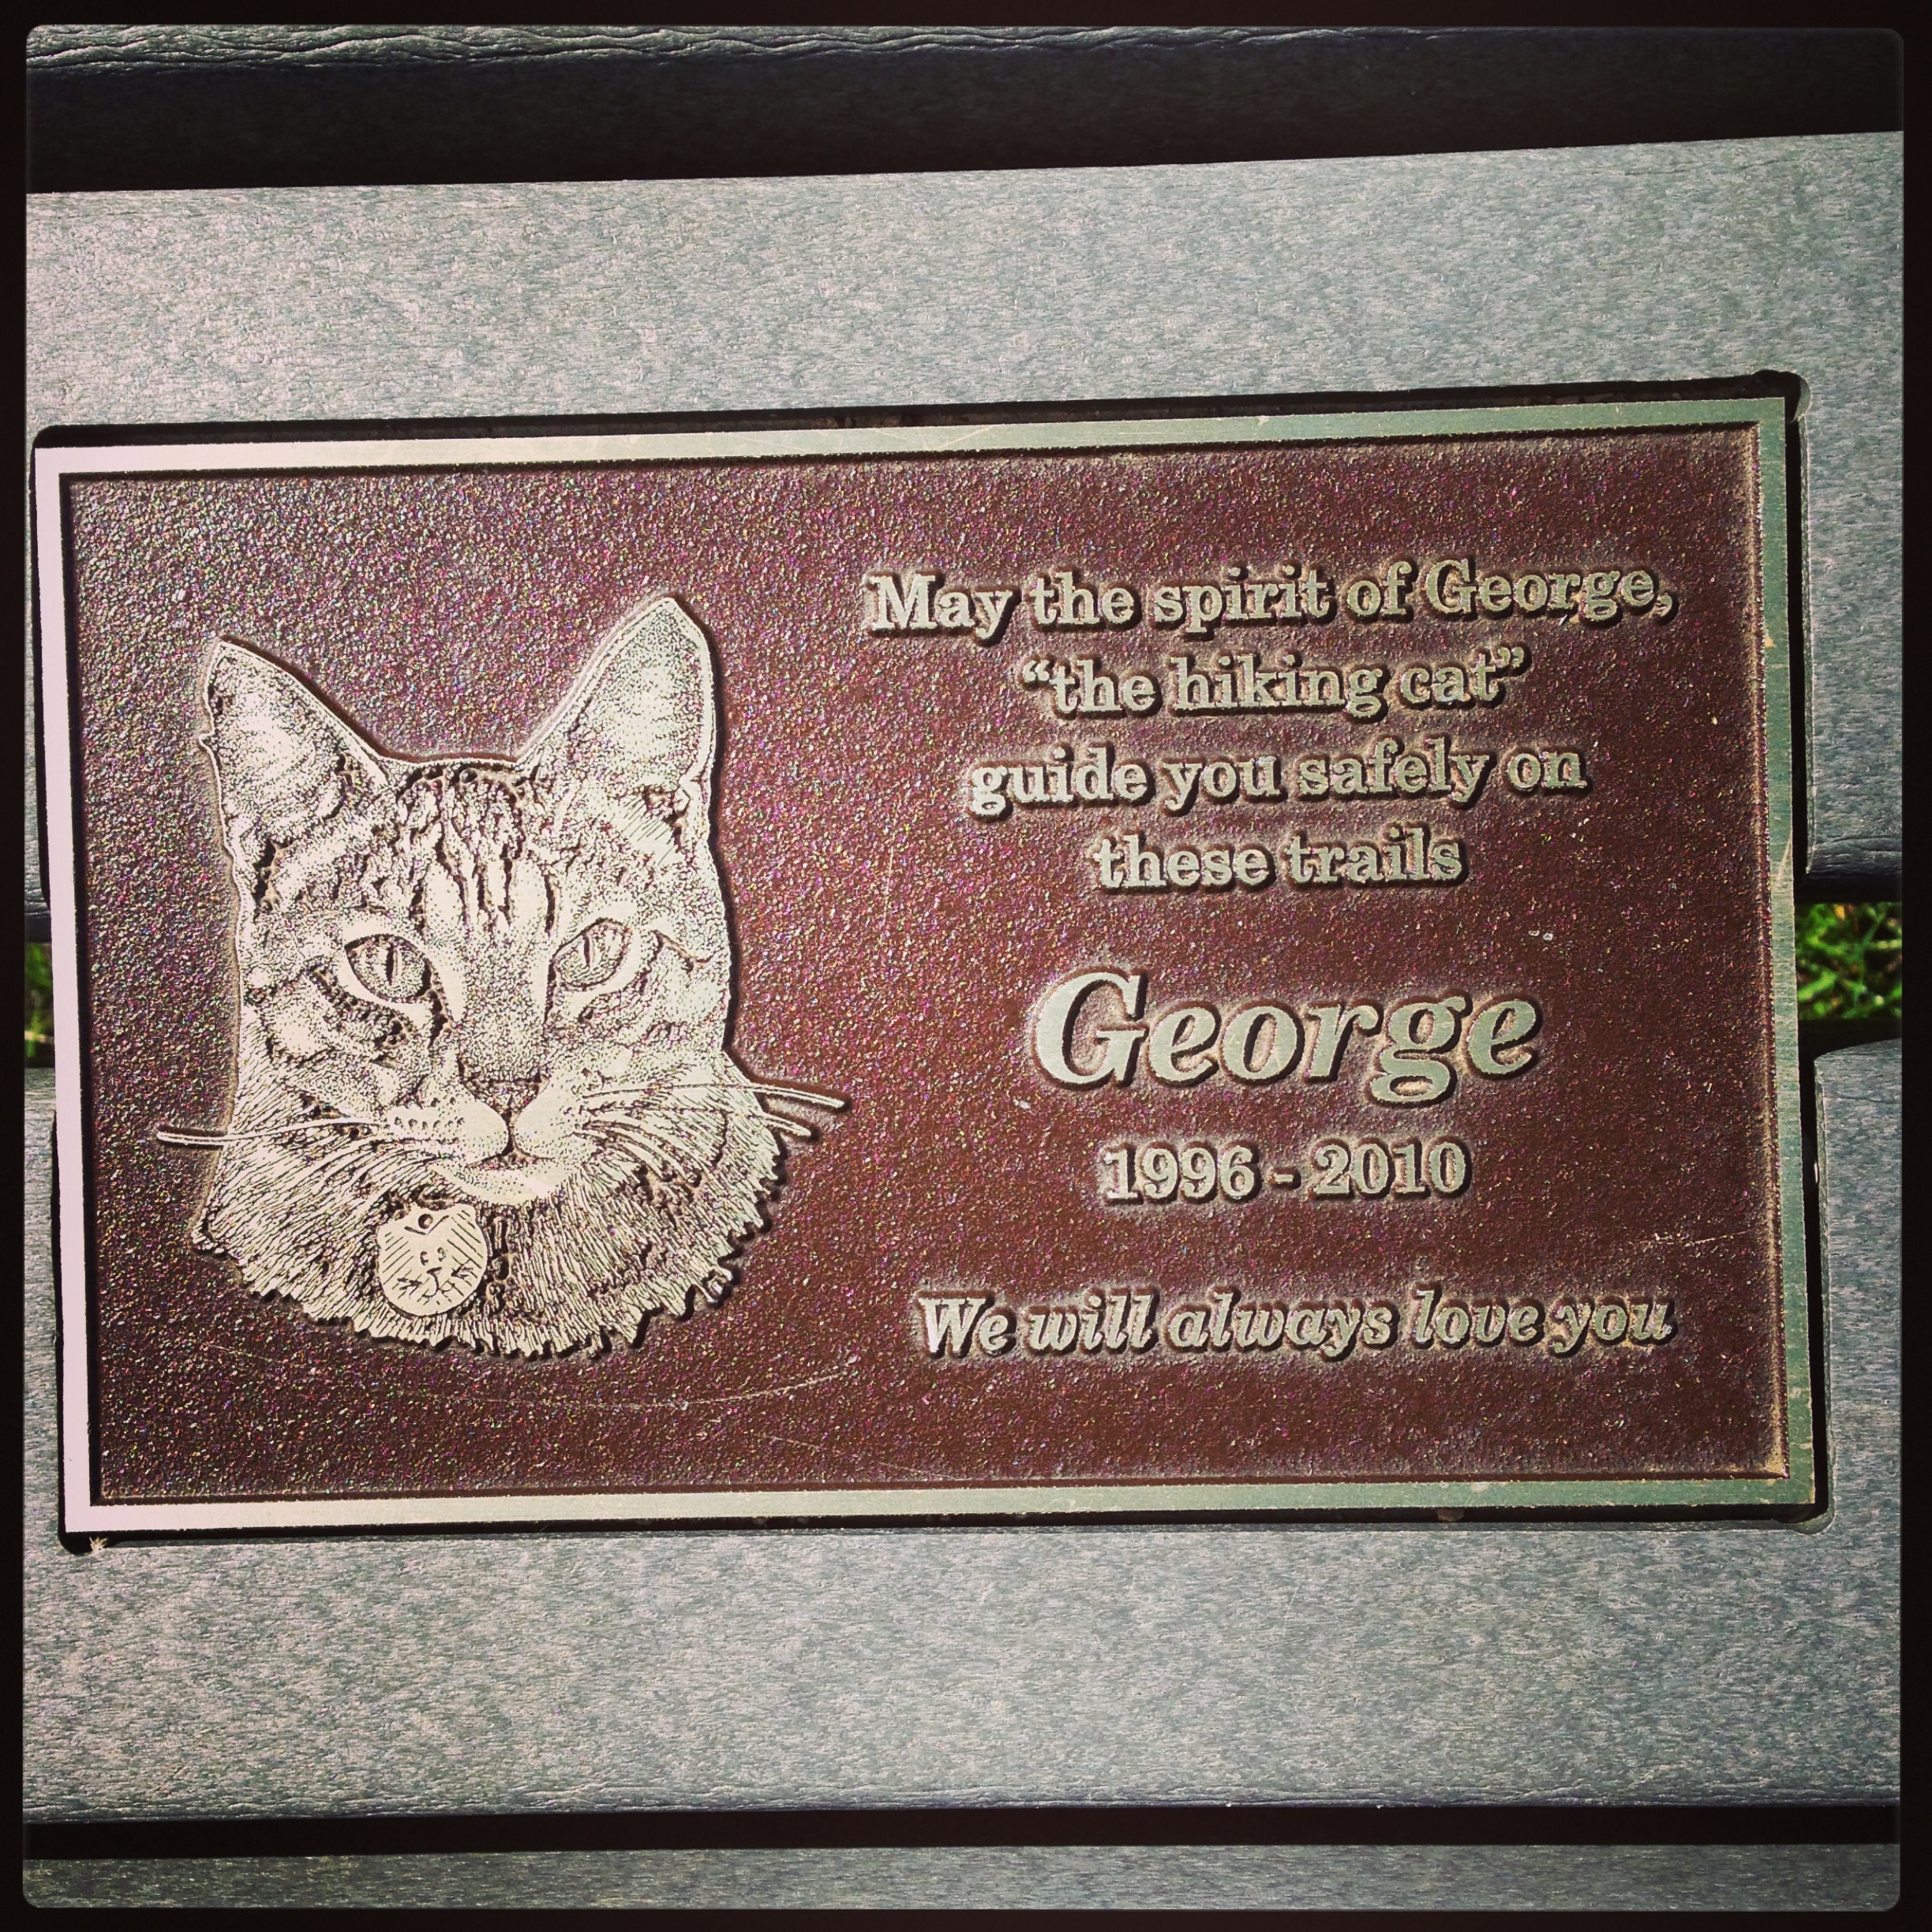 May the spirit of George,
“the hiking cat”
guide you safely on
these trails
George
1996 - 2010
We will always love you